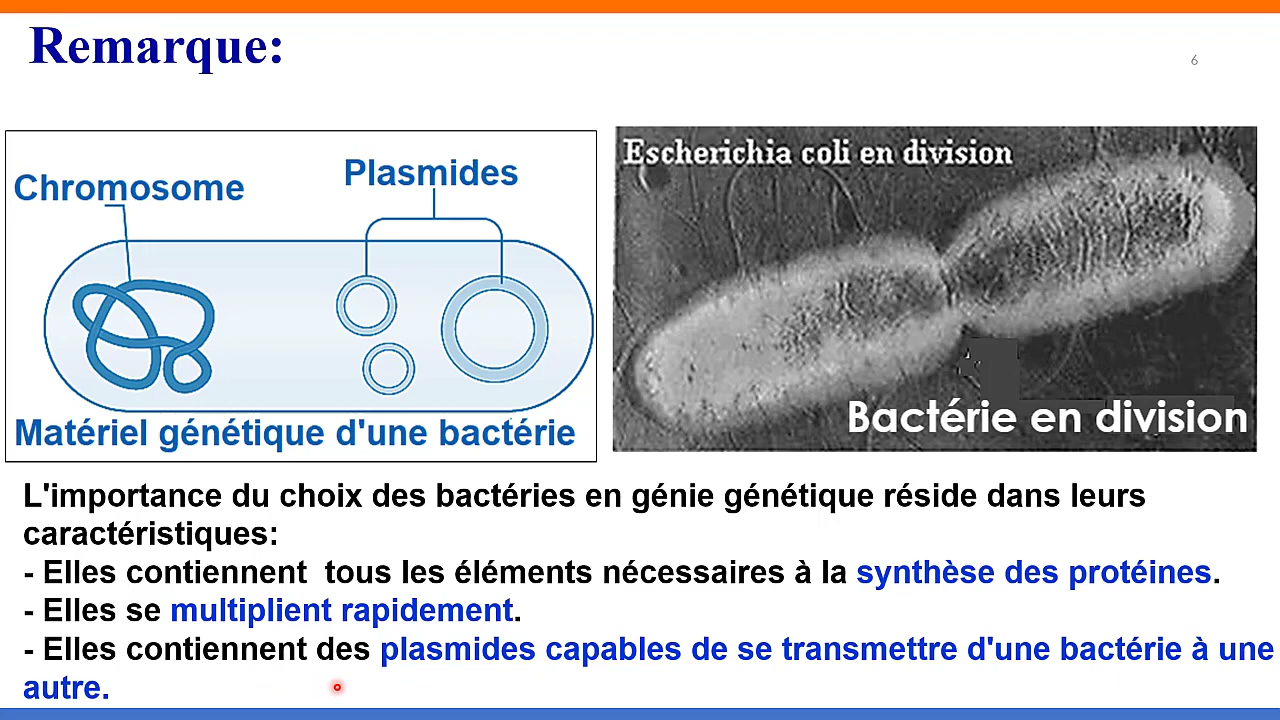 Remarque:
6
Chromosome
Plasmides
Matériel génétique d'une bactérie
Escherichia coli en division
Bactérie en division
L'importance du choix des bactéries en génie génétique réside dans leurs
caractéristiques:
- Elles contiennent  tous les éléments nécessaires à la synthèse des protéines.
- Elles se multiplient rapidement.
- Elles contiennent des plasmides capables de se transmettre d'une bactérie à une
autre.